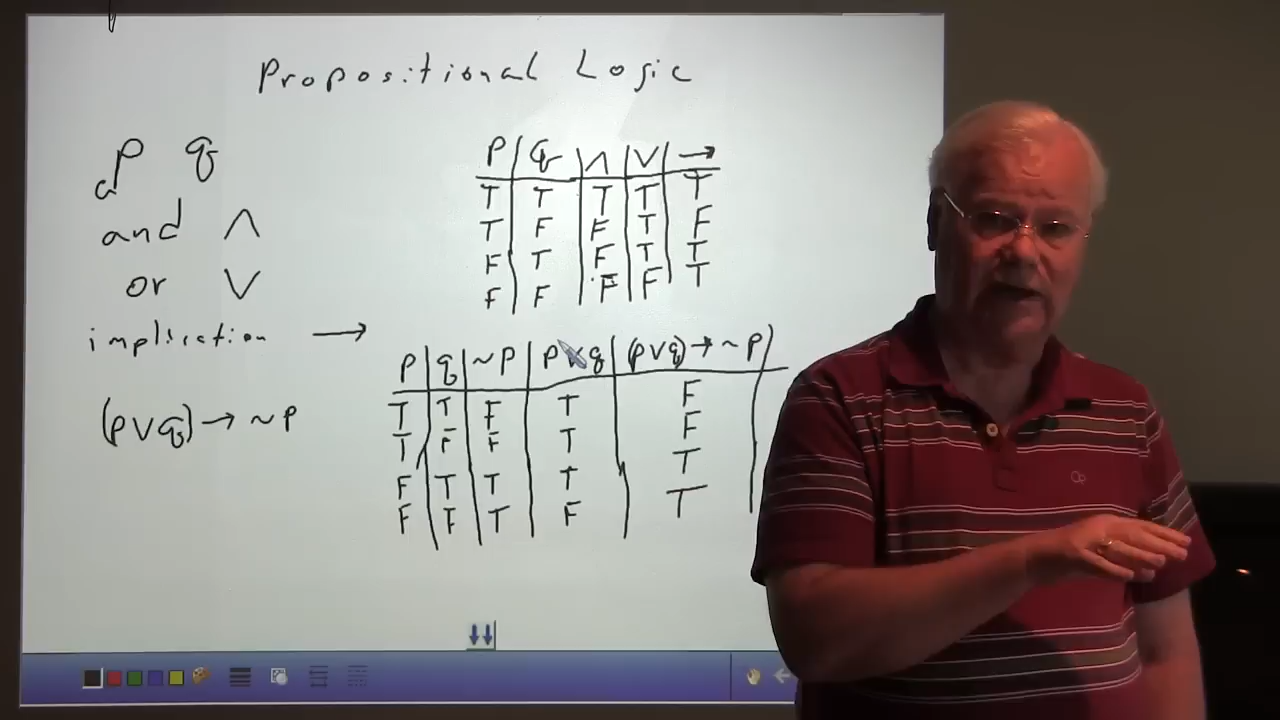 Propositional Logic
p q
and ∧
or ∨
implication →
(p∨q)→~p
P q ∧ ∨ →
T T T T T
T F F T F
F T F T T
F F F F T
P q ~P p∨q (p∨q)→~p
T T F T F
T F F T F
F T T T T
F F T F T